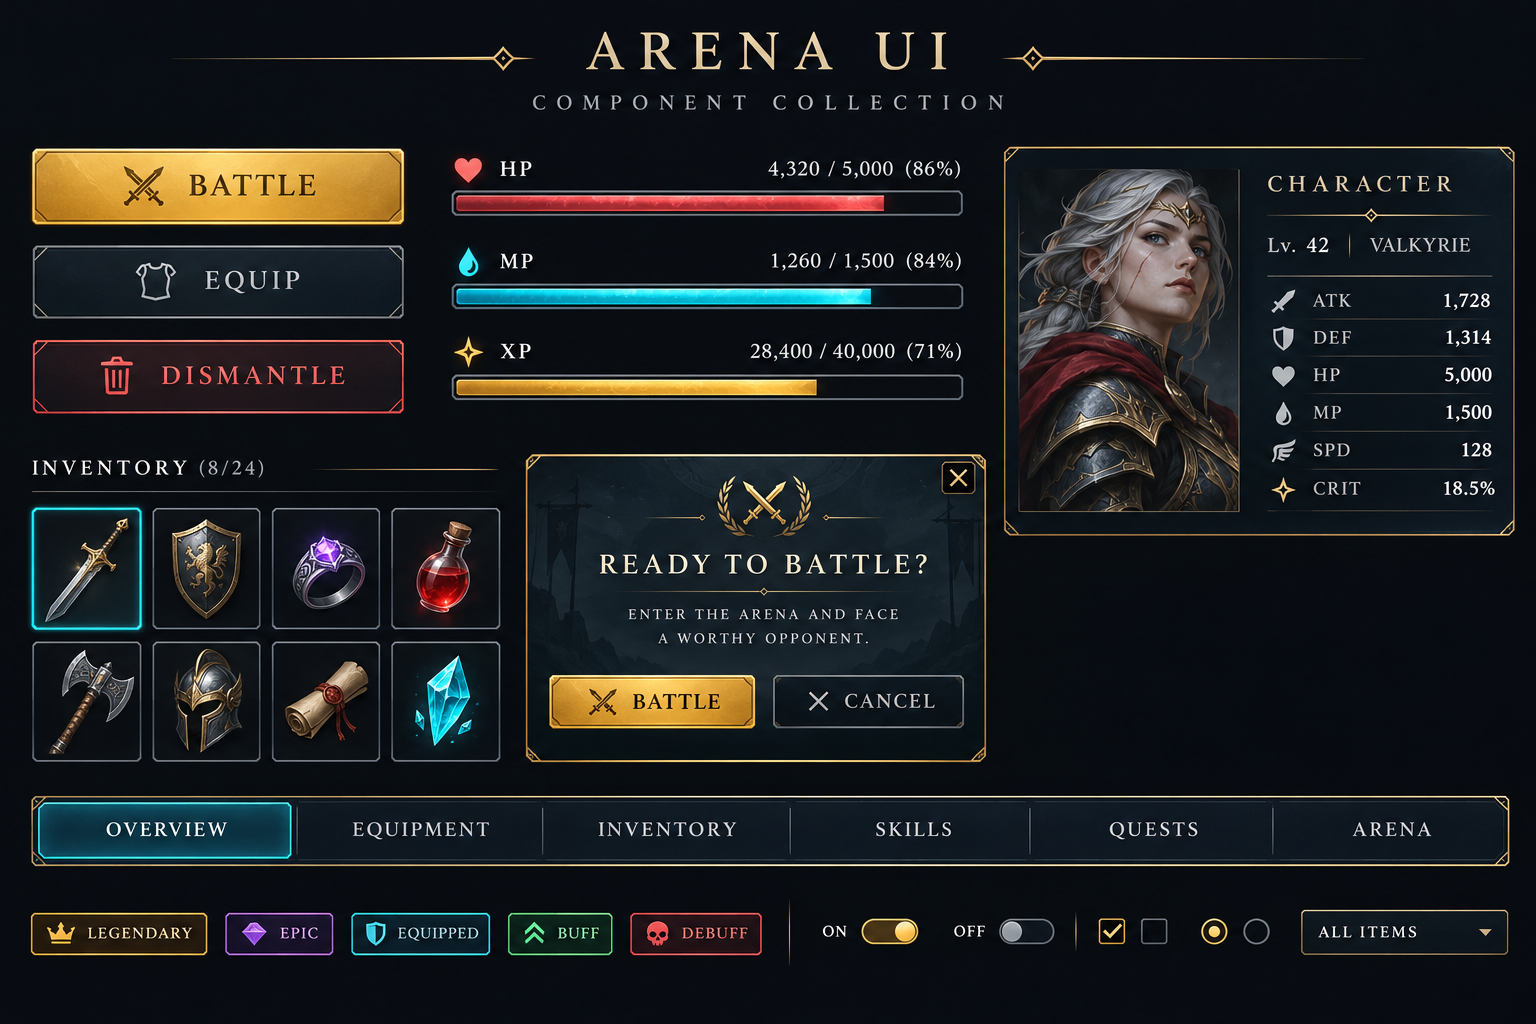 ARENA UI
COMPONENT COLLECTION
BATTLE
EQUIP
DISMANTLE
HP 4,320 / 5,000 (86%)
MP 1,260 / 1,500 (84%)
XP 28,400 / 40,000 (71%)
CHARACTER
Lv. 42 | VALKYRIE
ATK 1,728
DEF 1,314
HP 5,000
MP 1,500
SPD 128
CRIT 18.5%
INVENTORY (8/24)
READY TO BATTLE?
ENTER THE ARENA AND FACE
A WORTHY OPPONENT.
BATTLE
CANCEL
OVERVIEW
EQUIPMENT
INVENTORY
SKILLS
QUESTS
ARENA
LEGENDARY
EPIC
EQUIPPED
BUFF
DEBUFF
ON
OFF
ALL ITEMS